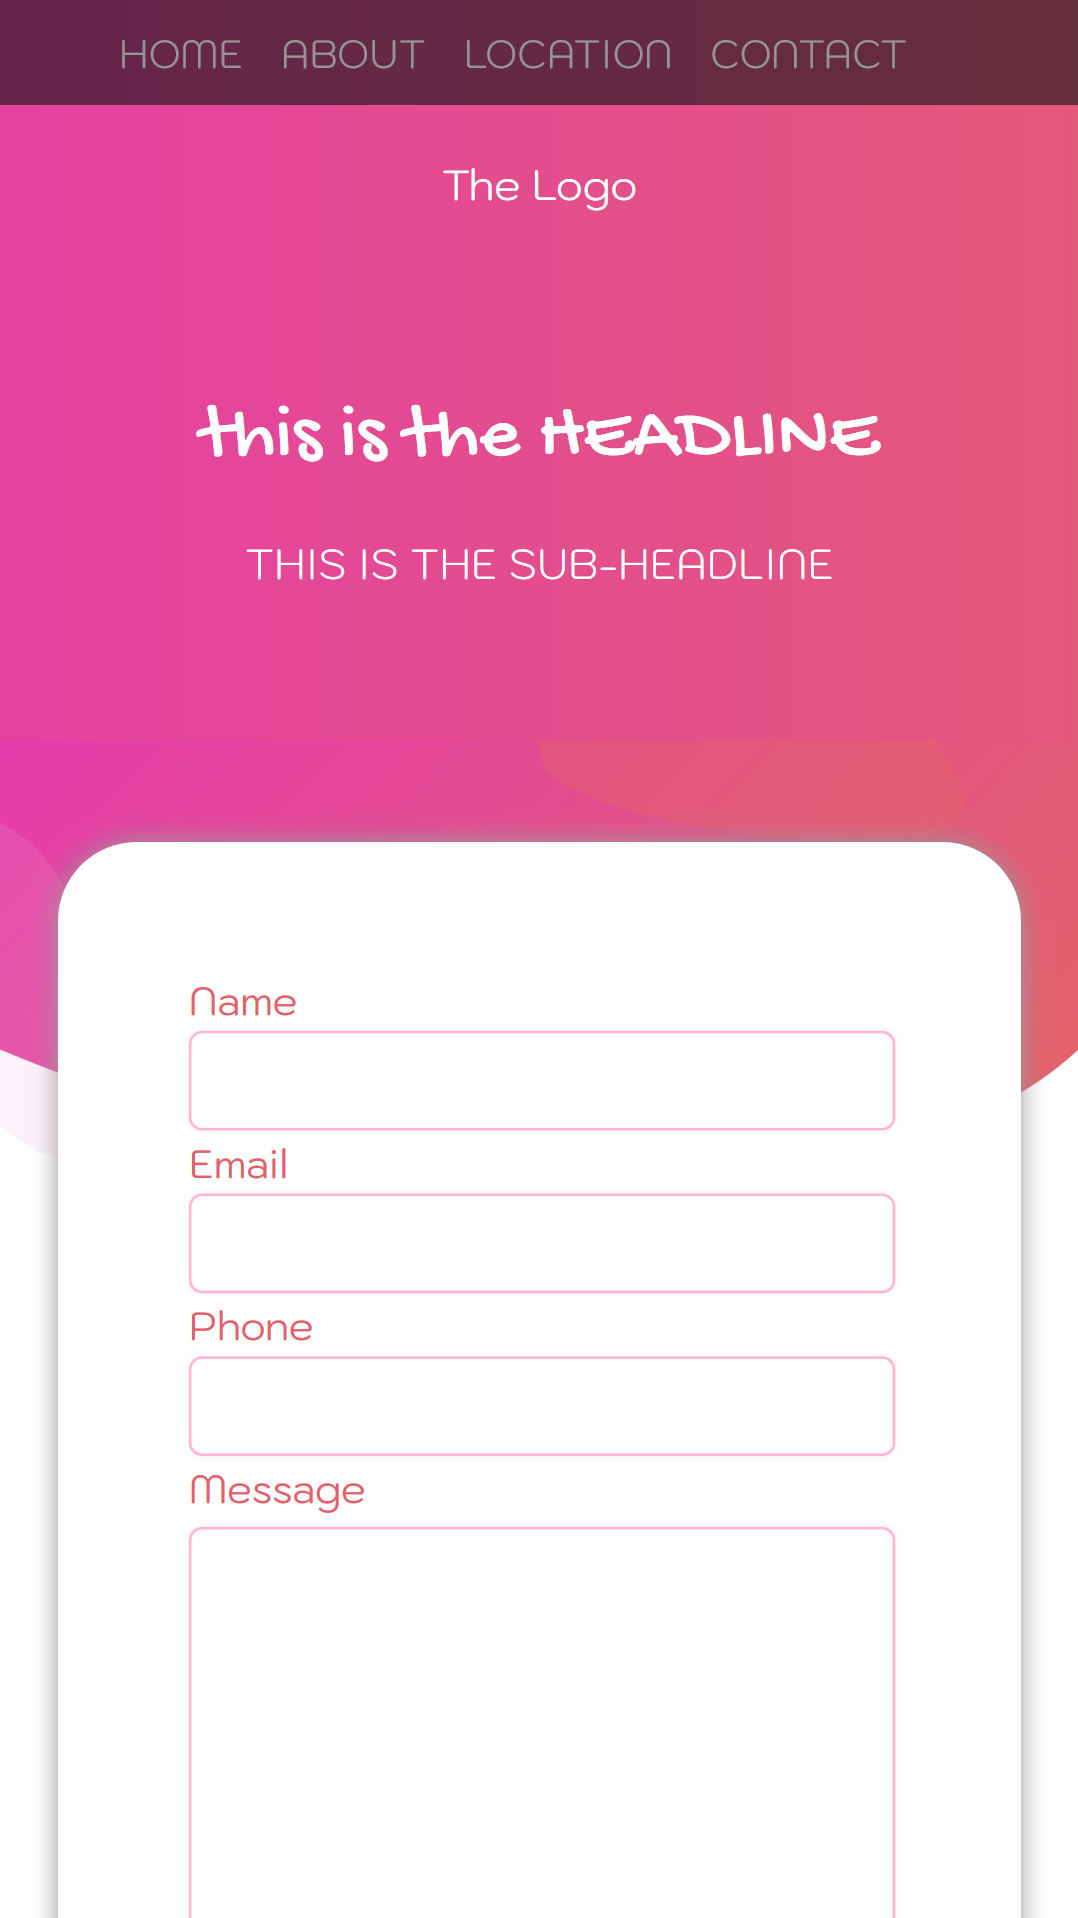 HOME ABOUT LOCATION CONTACT
The Logo
this is the HEADLINE
THIS IS THE SUB-HEADLINE
Name
Email
Phone
Message